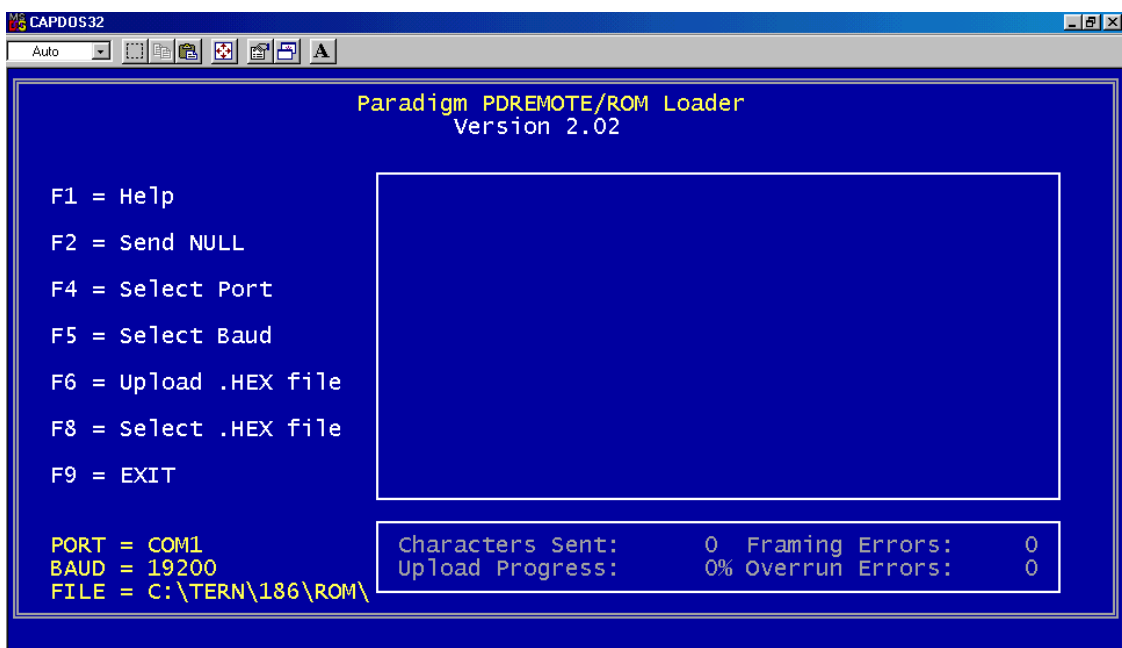 CAPDOS32
Auto
A
Paradigm PDREMOTE/ROM Loader
Version 2.02
F1 = Help
F2 = Send NULL
F4 = Select Port
F5 = Select Baud
F6 = Upload .HEX file
F8 = Select .HEX file
F9 = EXIT
PORT = COM1
BAUD = 19200
FILE = C:\TERN\186\ROM\
Characters Sent: 0 Framing Errors: 0
Upload Progress: 0% Overrun Errors: 0